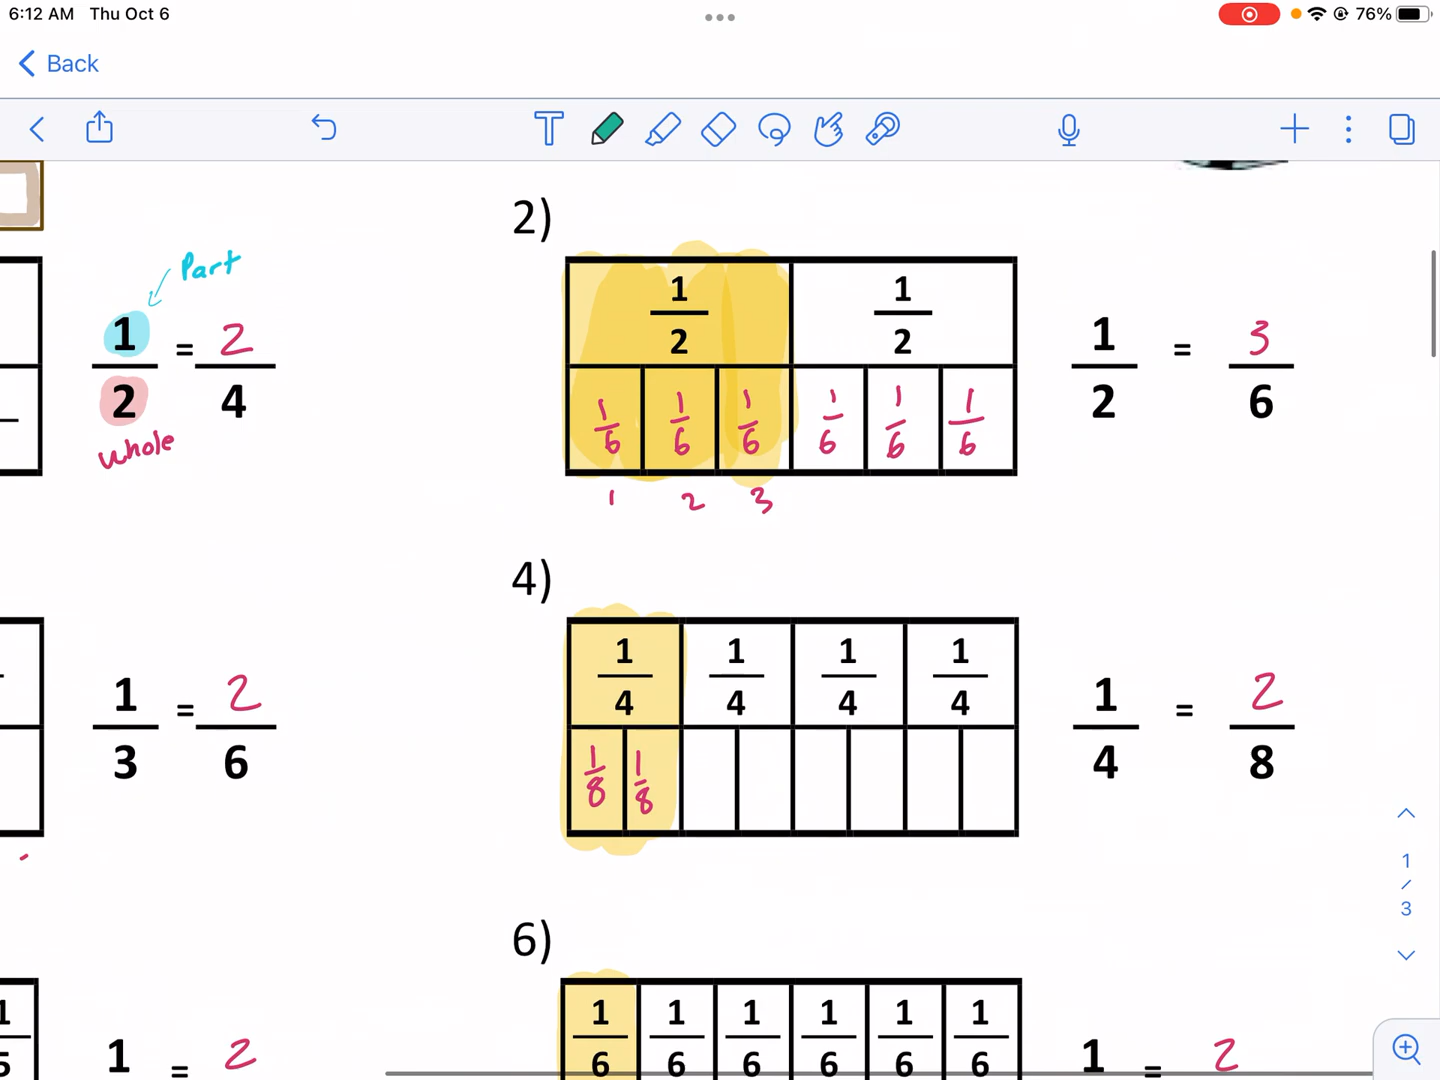 6:12 AM Thu Oct 6
76%
Back
T
Part
1/2 = 2/4
whole
2)
1/2 1/2
1/6 1/6 1/6 1/6 1/6 1/6
1 2 3
1/2 = 3/6
1/3 = 2/6
4)
1/4 1/4 1/4 1/4
1/8 1/8
1/4 = 2/8
1
/
3
6)
1/6 1/6 1/6 1/6 1/6 1/6
1 = 2
1 = 2